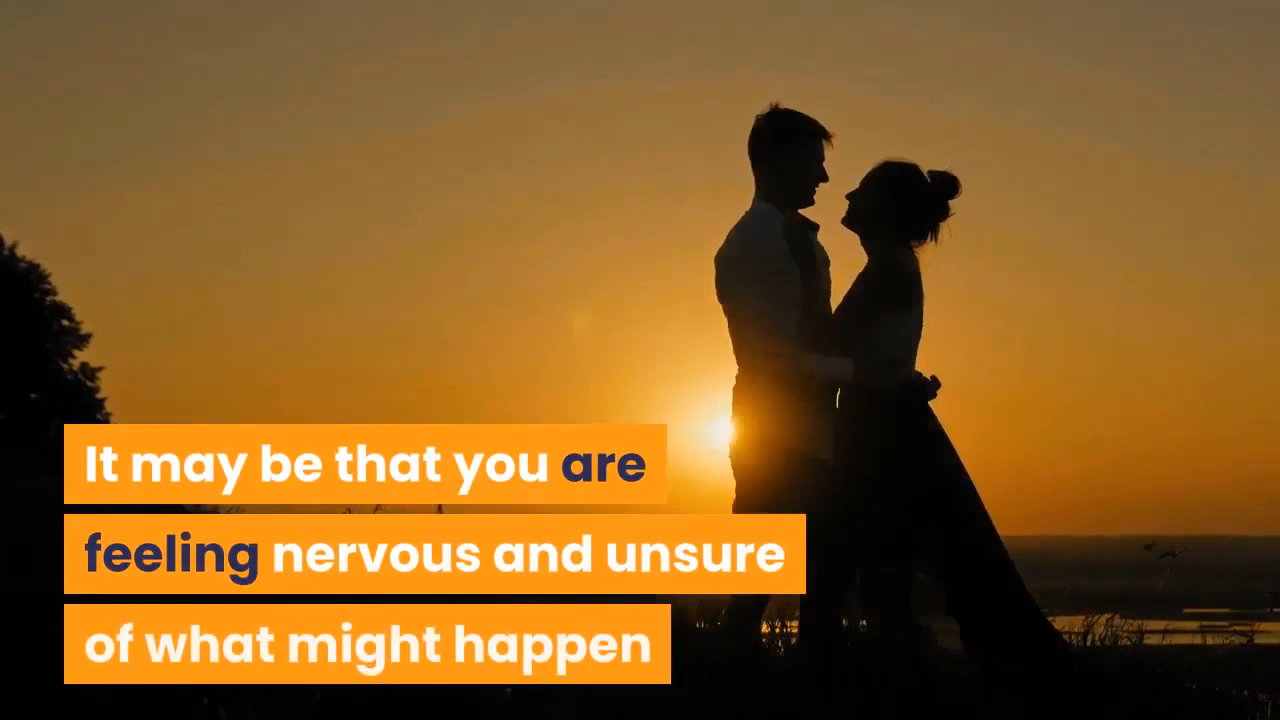 It may be that you are
feeling nervous and unsure
of what might happen